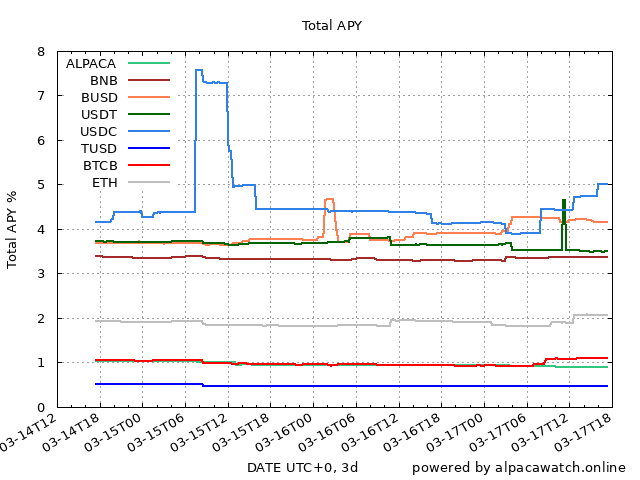 Total APY
Total APY %
8
7
6
5
4
3
2
1
0
ALPACA
BNB
BUSD
USDT
USDC
TUSD
BTCB
ETH
03-14T12
03-14T18
03-15T00
03-15T06
03-15T12
03-15T18
03-16T00
03-16T06
03-16T12
03-16T18
03-17T00
03-17T06
03-17T12
03-17T18
DATE UTC+0, 3d
powered by alpacawatch.online